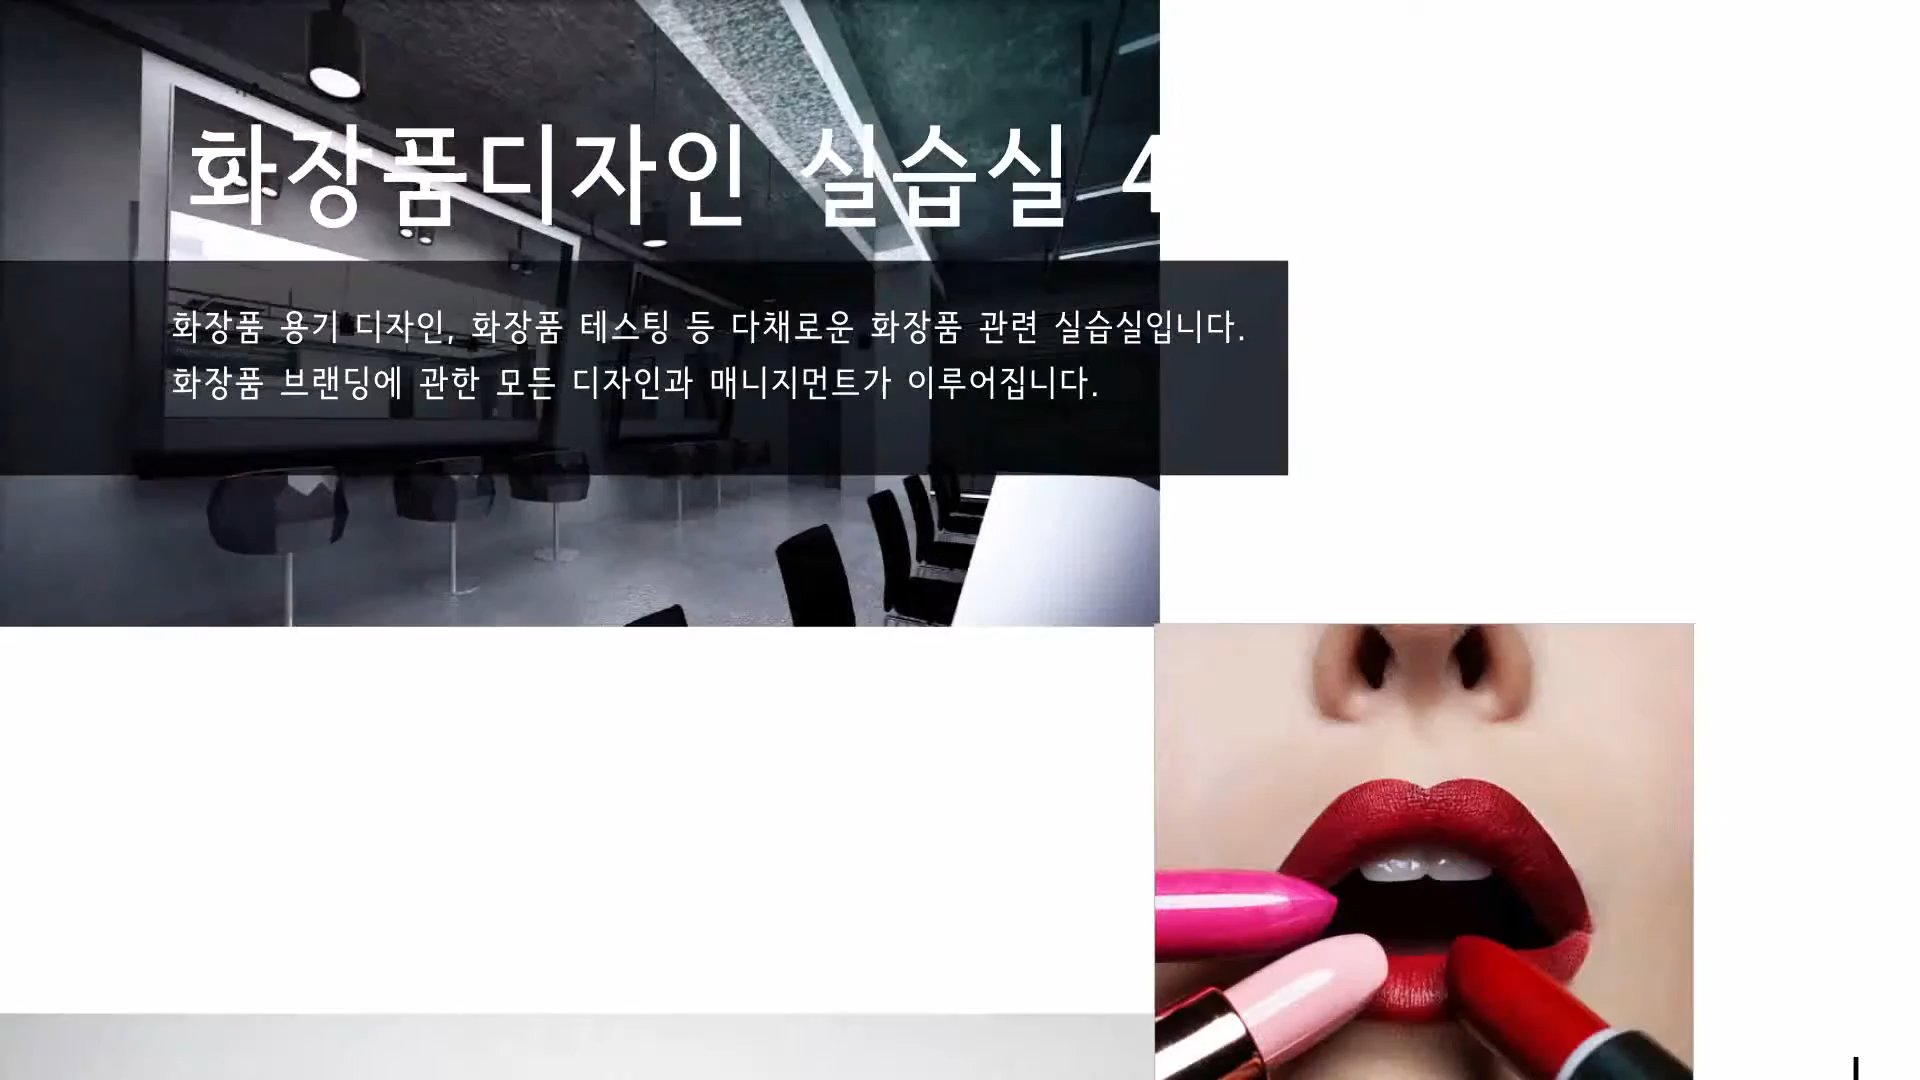 화장품디자인 실습실 4
화장품 용기 디자인, 화장품 테스팅 등 다채로운 화장품 관련 실습실입니다.
화장품 브랜딩에 관한 모든 디자인과 매니지먼트가 이루어집니다.